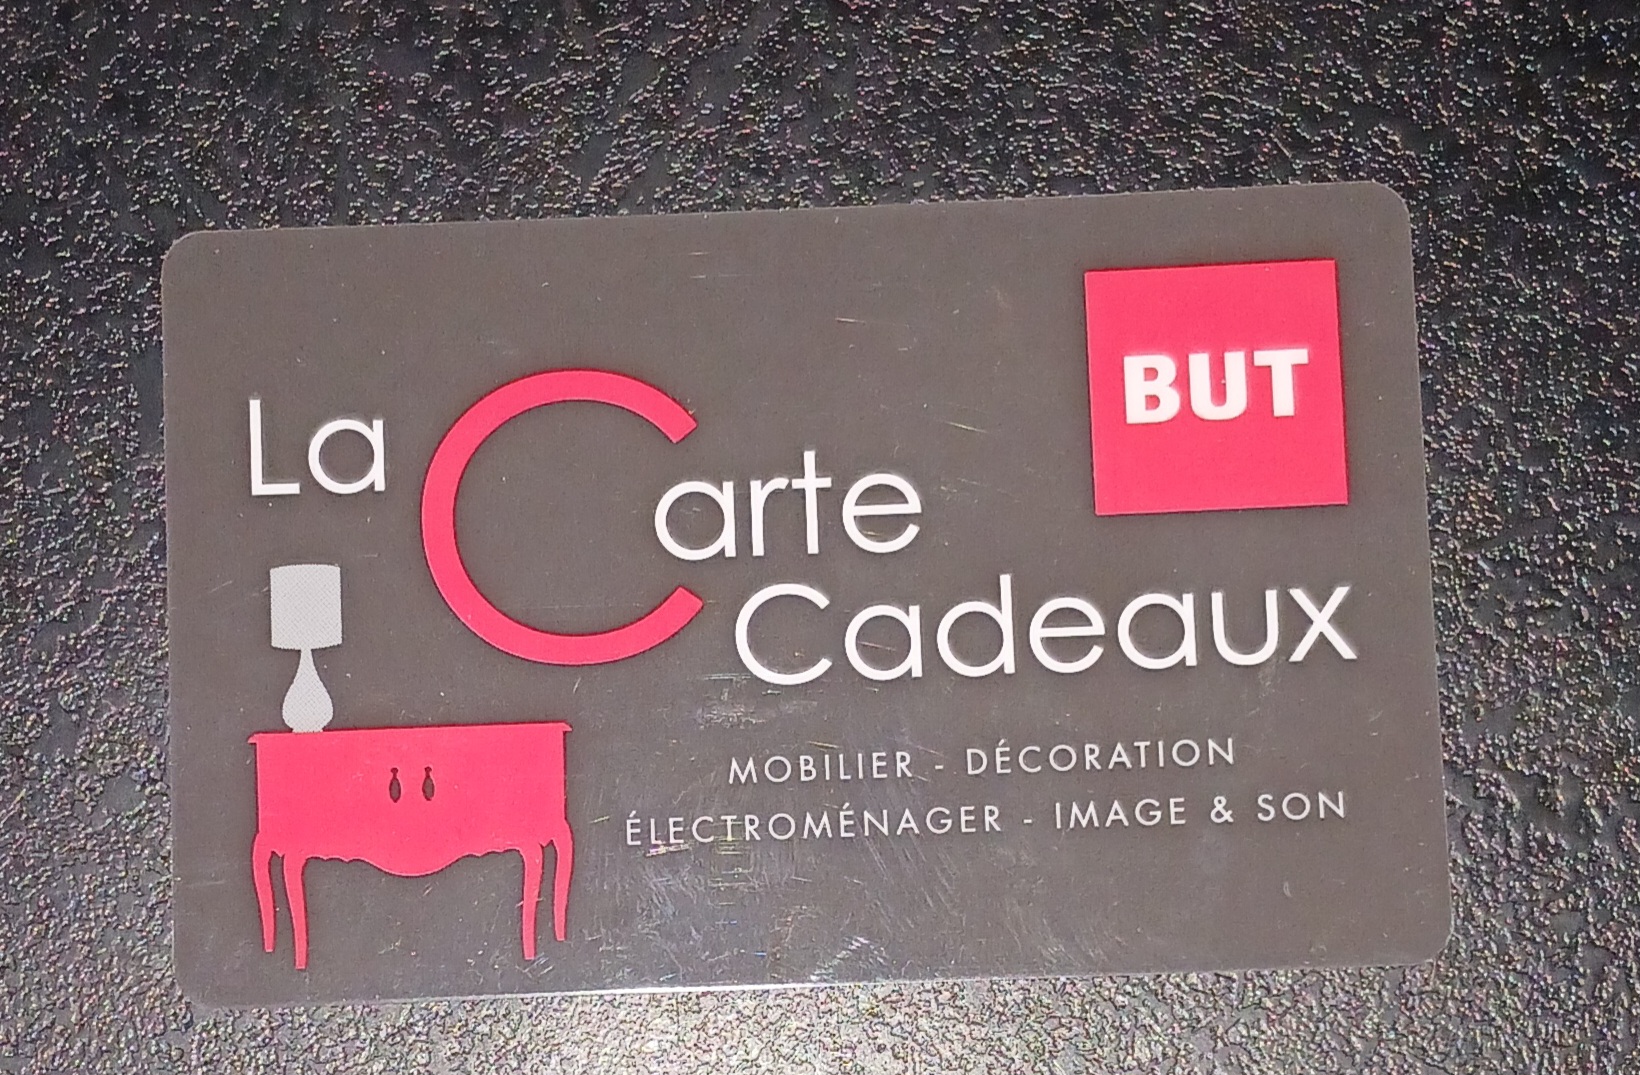 BUT
La Carte
Cadeaux
MOBILIER - DÉCORATION
ÉLECTROMÉNAGER - IMAGE & SON